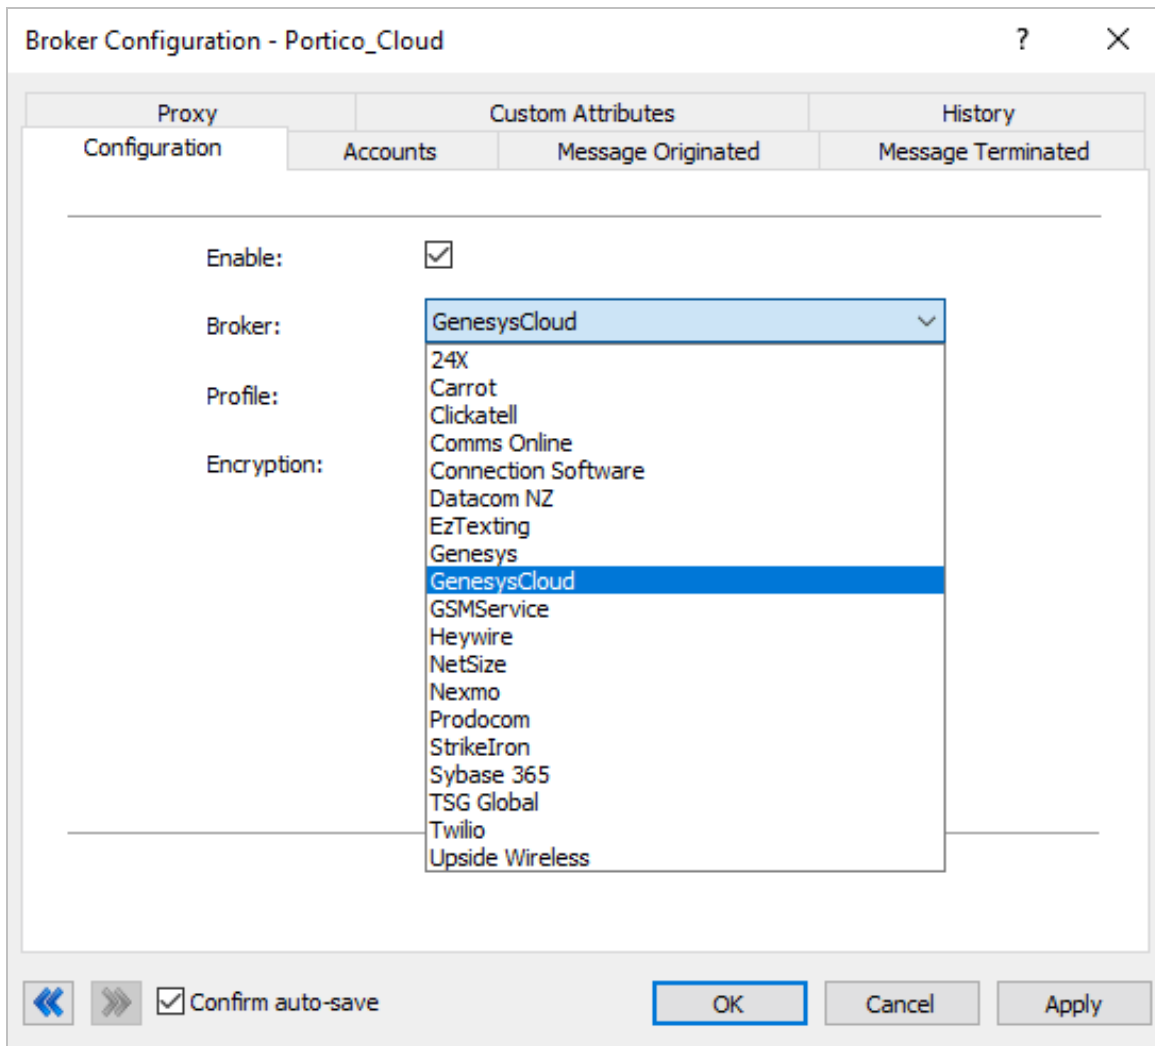 Broker Configuration - Portico_Cloud ?
Proxy Custom Attributes History
Configuration Accounts Message Originated Message Terminated
Enable:
Broker: GenesysCloud
24X
Carrot
Profile:
Clickatell
Comms Online
Encryption:
Connection Software
Datacom NZ
EzTexting
Genesys
GenesysCloud
GSMService
Heywire
NetSize
Nexmo
Prodocom
StrikeIron
Sybase 365
TSG Global
Twilio
Upside Wireless
Confirm auto-save OK Cancel Apply